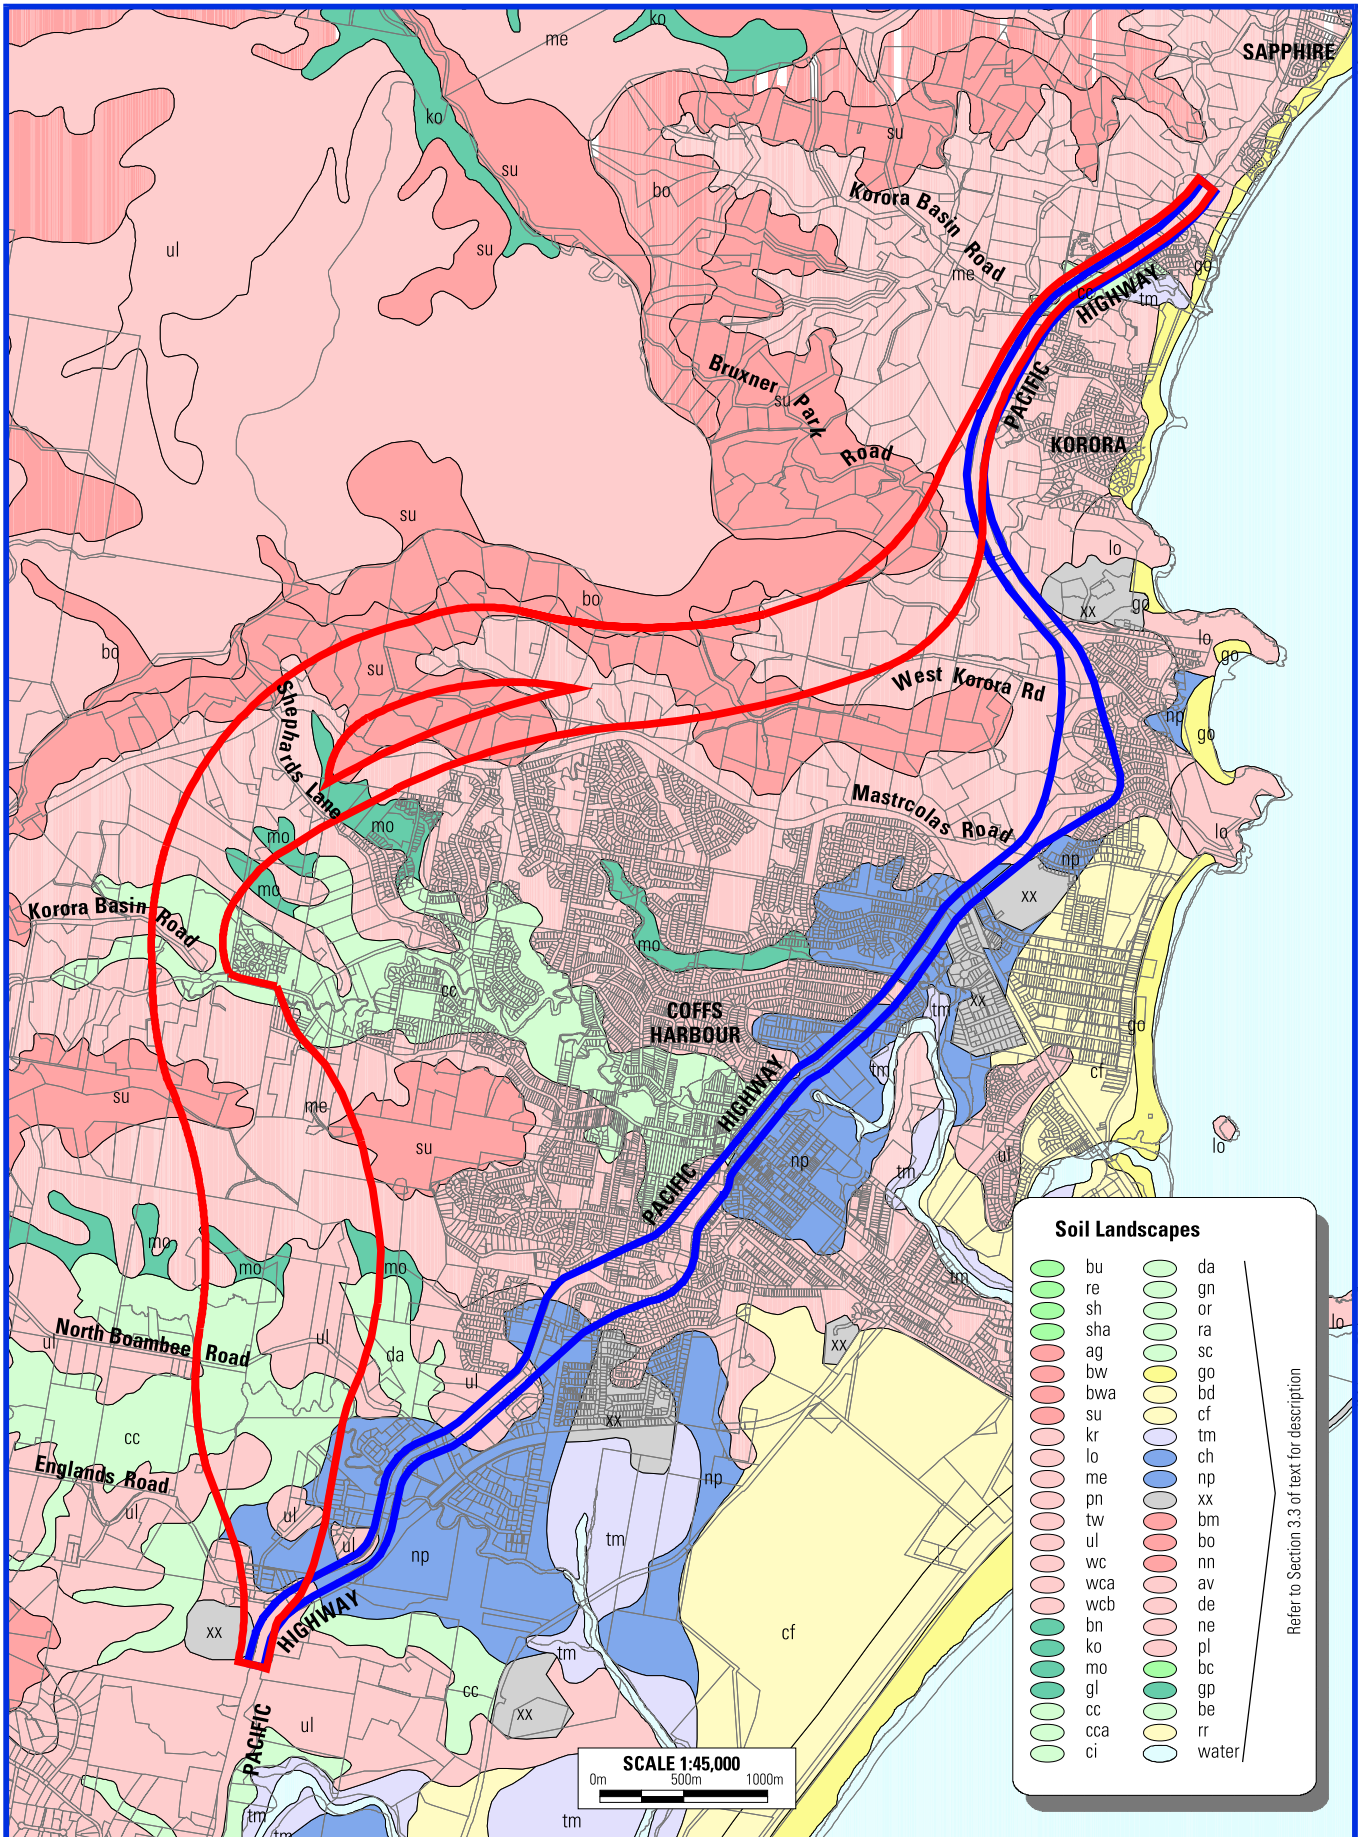 ko
me
SAPPHIRE
ko
su
su
bo
Korora Basin Road
ul
su
me
go
cc
HIGHWAY
tm
Bruxner Park Road
su
PACIFIC
KORORA
su
lo
bo
xx
go
lo
go
bo
su
West Korora Rd
Shephards Lane
np
go
Mastrcolas Road
mo
mo
lo
np
mo
xx
Korora Basin Road
mo
cc
xx
COFFS
HARBOUR
tm
go
tm
cf
su
me
HIGHWAY
su
np
ul
lo
tm
PACIFIC
mo
mo
mo
tm
North Boambee Road
ul
ul
da
xx
lo
ul
cc
xx
Englands Road
np
ul
ul
ul
np
tm
HIGHWAY
xx
cf
tm
cc
xx
ul
PACIFIC
tm
tm
tm
Soil Landscapes
bu da
re gn
sh or
sha ra
ag sc
bw go
bwa bd
su cf
kr tm
lo ch
me np
pn xx
tw bm
ul bo
wc nn
wca av
wcb de
bn ne
ko pl
mo bc
gl gp
cc be
cca rr
ci water
Refer to Section 3.3 of text for description
SCALE 1:45,000
0m 500m 1000m